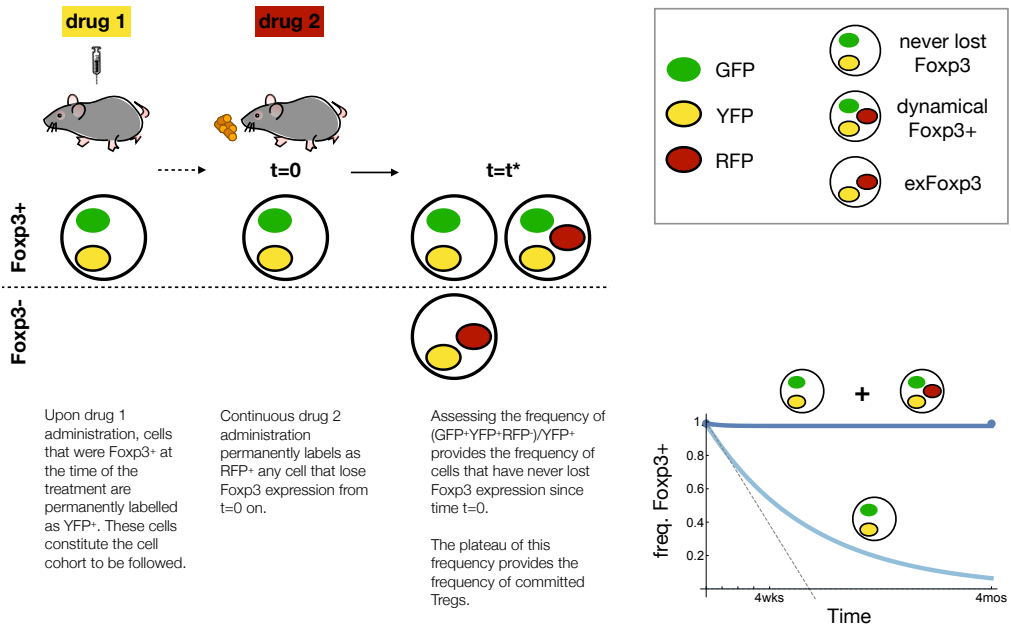 drug 1
drug 2
t=0
t=t*
Foxp3+
Foxp3-
Upon drug 1
administration, cells
that were Foxp3⁺ at
the time of the
treatment are
permanently labelled
as YFP⁺. These cells
constitute the cell
cohort to be followed.
Continuous drug 2
administration
permanently labels as
RFP⁺ any cell that lose
Foxp3 expression from
t=0 on.
Assessing the frequency of
(GFP⁺YFP⁺RFP⁻)/YFP⁺
provides the frequency of
cells that have never lost
Foxp3 expression since
time t=0.
The plateau of this
frequency provides the
frequency of committed
Tregs.
GFP
YFP
RFP
never lost
Foxp3
dynamical
Foxp3+
exFoxp3
+
freq. Foxp3+
1
0.8
0.6
0.4
0.2
4wks
4mos
Time